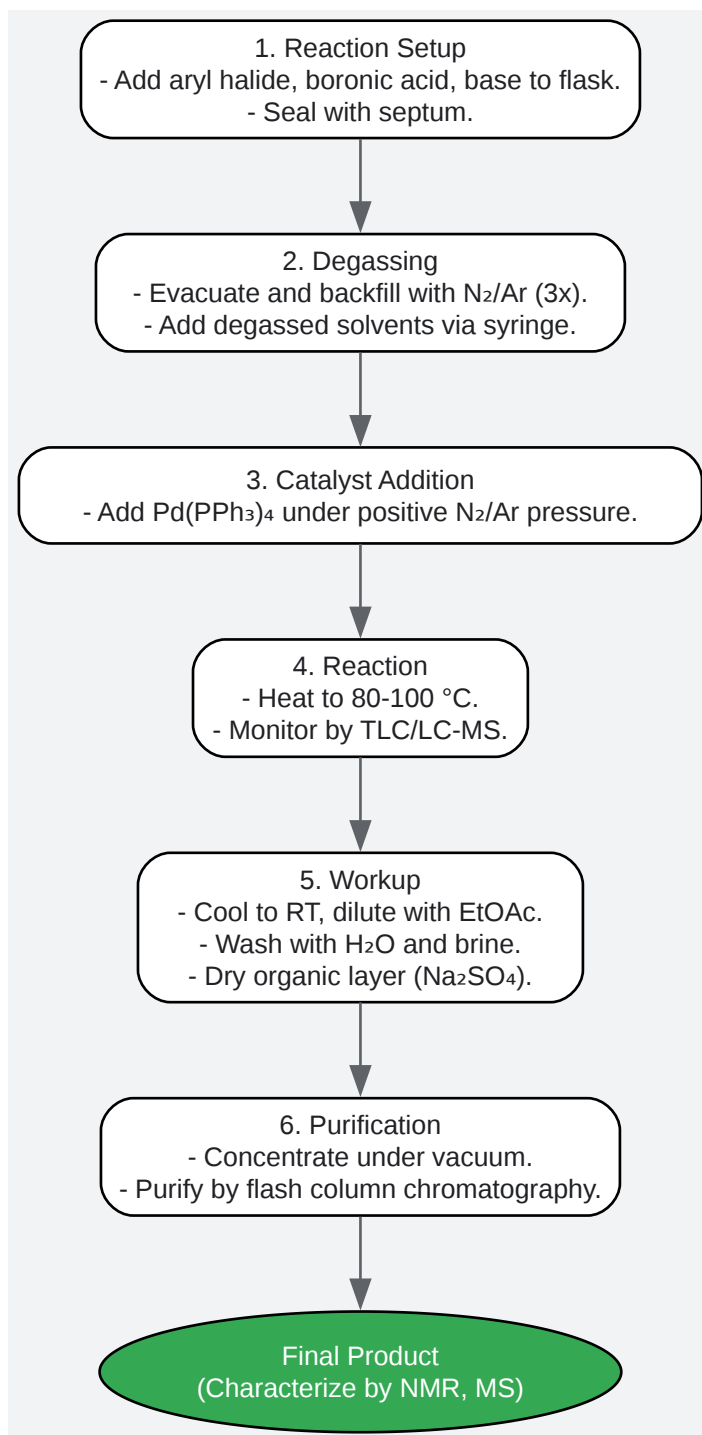 1. Reaction Setup
- Add aryl halide, boronic acid, base to flask.
- Seal with septum.
2. Degassing
- Evacuate and backfill with N₂/Ar (3x).
- Add degassed solvents via syringe.
3. Catalyst Addition
- Add Pd(PPh₃)₄ under positive N₂/Ar pressure.
4. Reaction
- Heat to 80-100 °C.
- Monitor by TLC/LC-MS.
5. Workup
- Cool to RT, dilute with EtOAc.
- Wash with H₂O and brine.
- Dry organic layer (Na₂SO₄).
6. Purification
- Concentrate under vacuum.
- Purify by flash column chromatography.
Final Product
(Characterize by NMR, MS)